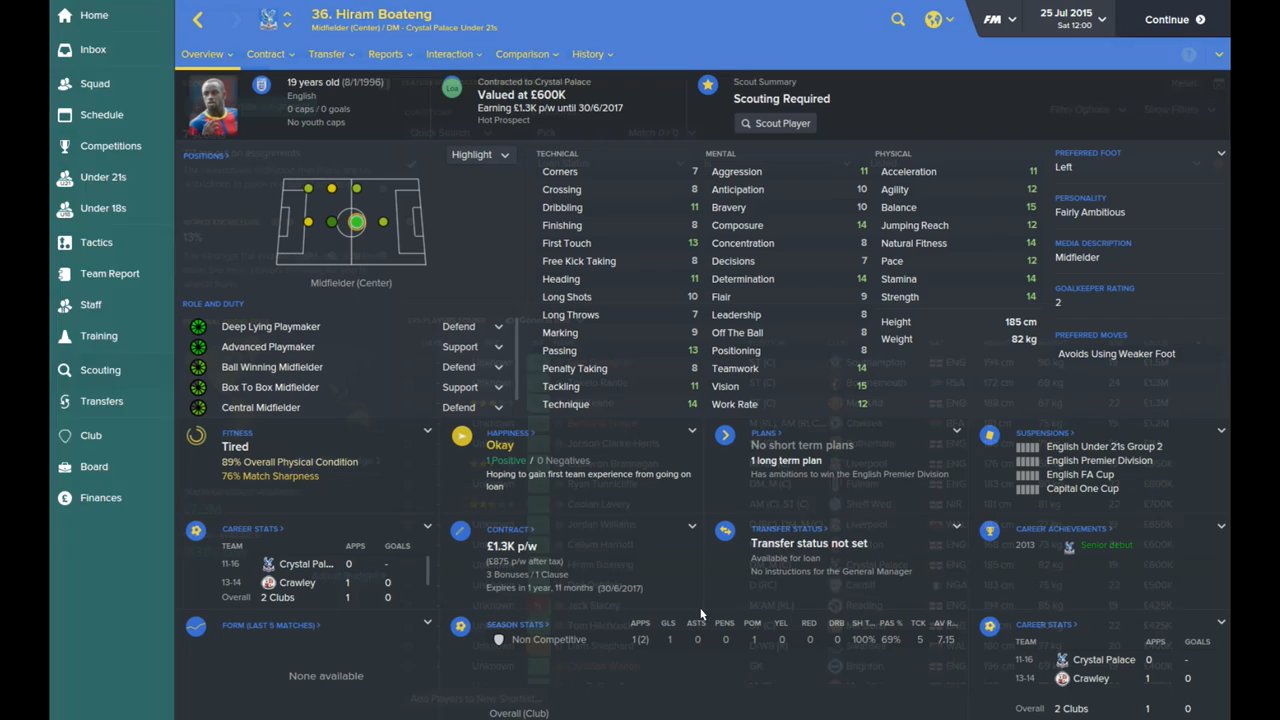 Home
Inbox
Squad
Schedule
Competitions
Under 21s
Under 18s
Tactics
Team Report
Staff
Training
Scouting
Transfers
Club
Board
Finances
36. Hiram Boateng
Midfielder (Center) / DM - Crystal Palace Under 21s
FM
25 Jul 2015
Sat 12:00
Continue
Overview
Contract
Transfer
Reports
Interaction
Comparison
History
19 years old (8/1/1996)
English
0 caps / 0 goals
No youth caps
Loa
Contracted to Crystal Palace
Valued at £600K
Earning £1.3K p/w until 30/6/2017
Hot Prospect
Scout Summary
Scouting Required
Scout Player
POSITIONS >
Highlight
Midfielder (Center)
ROLE AND DUTY
Deep Lying Playmaker Defend
Advanced Playmaker Support
Ball Winning Midfielder Defend
Box To Box Midfielder Support
Central Midfielder Defend
TECHNICAL
Corners 7
Crossing 8
Dribbling 11
Finishing 8
First Touch 13
Free Kick Taking 8
Heading 11
Long Shots 10
Long Throws 7
Marking 9
Passing 13
Penalty Taking 8
Tackling 11
Technique 14
MENTAL
Aggression 11
Anticipation 10
Bravery 10
Composure 14
Concentration 8
Decisions 7
Determination 14
Flair 9
Leadership 8
Off The Ball 8
Positioning 8
Teamwork 14
Vision 15
Work Rate 12
PHYSICAL
Acceleration 11
Agility 12
Balance 15
Jumping Reach 12
Natural Fitness 14
Pace 12
Stamina 14
Strength 14
Height 185 cm
Weight 82 kg
PREFERRED FOOT
Left
PERSONALITY
Fairly Ambitious
MEDIA DESCRIPTION
Midfielder
GOALKEEPER RATING
2
PREFERRED MOVES
Avoids Using Weaker Foot
FITNESS
Tired
89% Overall Physical Condition
76% Match Sharpness
HAPPINESS >
Okay
1 Positive / 0 Negatives
Hoping to gain first team experience from going on
loan
PLANS >
No short term plans
1 long term plan
Has ambitions to win the English Premier Division
SUSPENSIONS >
English Under 21s Group 2
English Premier Division
English FA Cup
Capital One Cup
CAREER STATS >
TEAM APPS GOALS
11-16 Crystal Pal... 0 -
13-14 Crawley 1 0
Overall 2 Clubs 1 0
CONTRACT >
£1.3K p/w
(£875 p/w after tax)
3 Bonuses / 1 Clause
Expires in 1 year, 11 months (30/6/2017)
TRANSFER STATUS >
Transfer status not set
Available for loan
No instructions for the General Manager
CAREER ACHIEVEMENTS >
2013 Senior debut
FORM (LAST 5 MATCHES) >
None available
SEASON STATS >
APPS GLS ASTS PENS POM YEL RED DRB SH T... PAS % TCK AV R...
Non Competitive 1(2) 1 0 0 1 0 0 0 100% 69% 5 7.15
Overall (Club)
CAREER STATS >
TEAM APPS GOALS
11-16 Crystal Palace 0 -
13-14 Crawley 1 0
Overall 2 Clubs 1 0